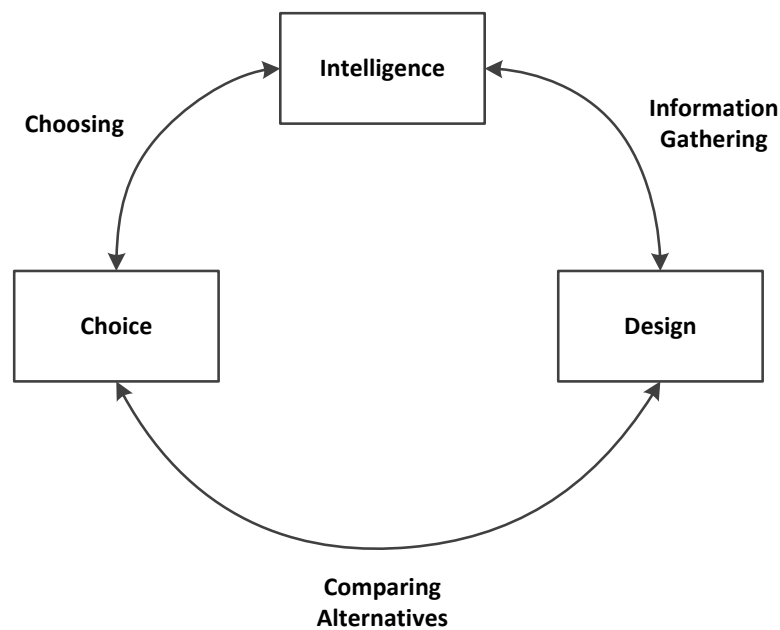 Intelligence
Choosing
Information
Gathering
Choice
Design
Comparing
Alternatives